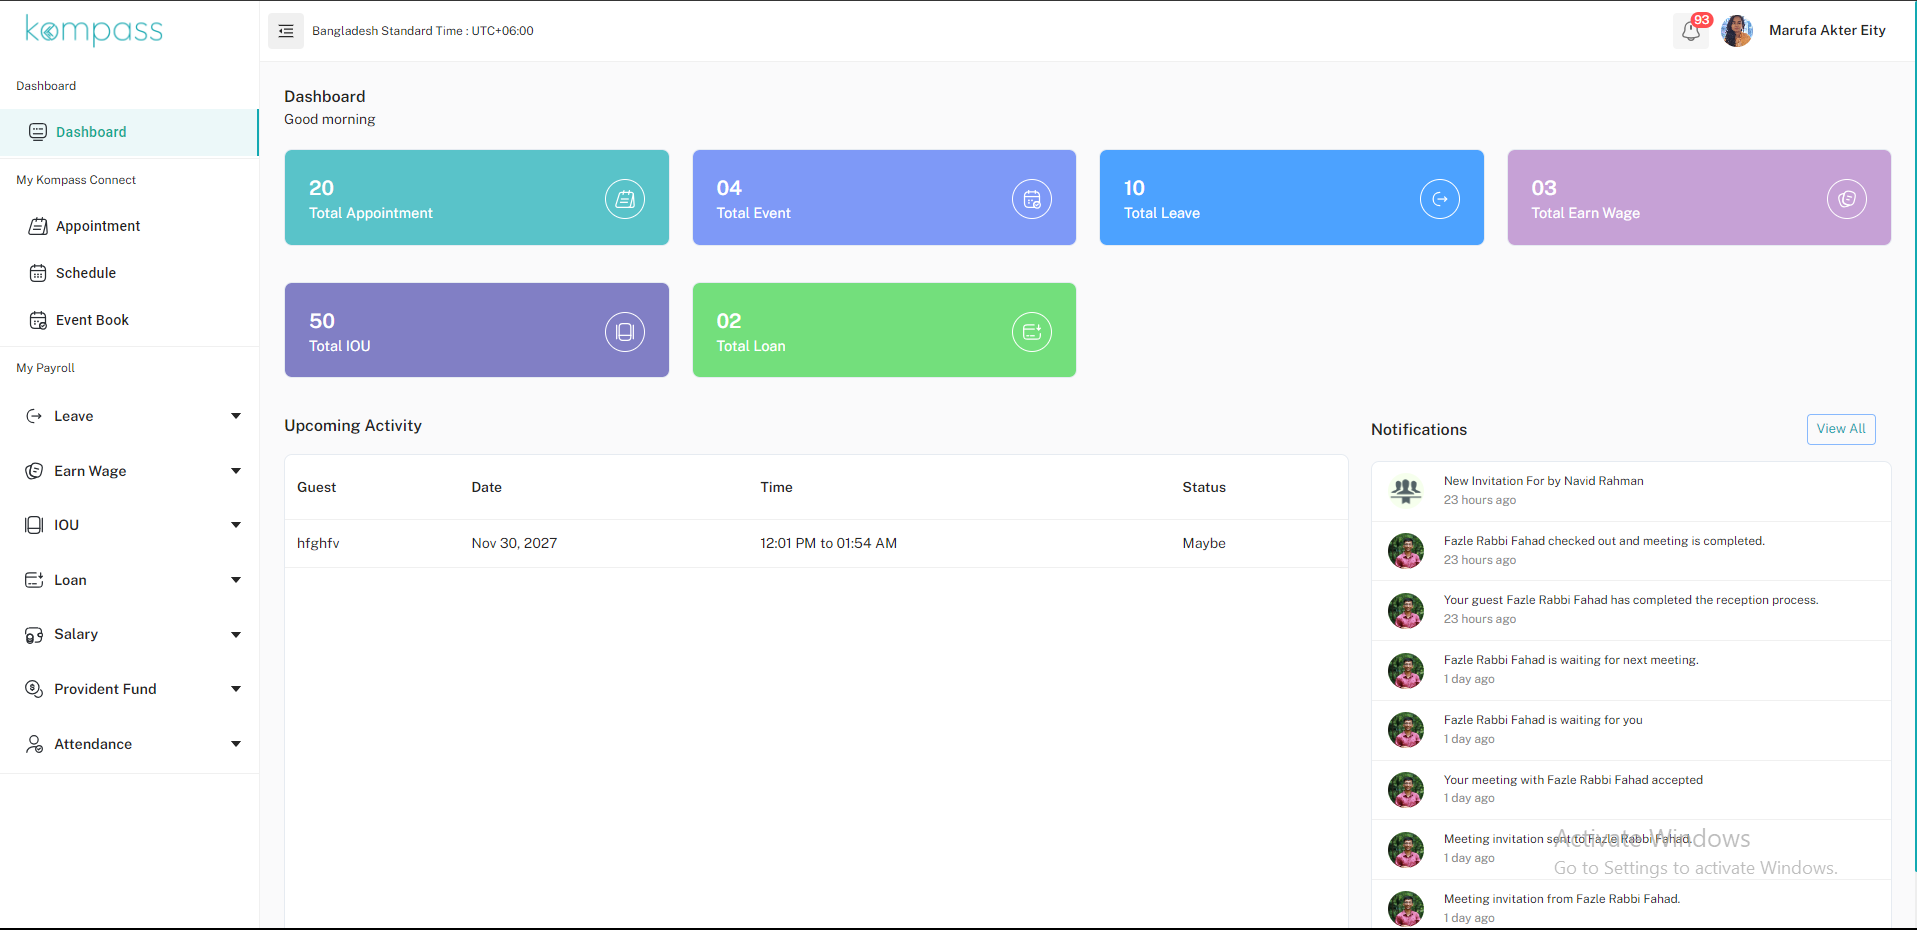 kompass
Bangladesh Standard Time : UTC+06:00
93
Marufa Akter Eity
Dashboard
Dashboard
My Kompass Connect
Appointment
Schedule
Event Book
My Payroll
Leave
Earn Wage
IOU
Loan
Salary
Provident Fund
Attendance
Dashboard
Good morning
20
Total Appointment
04
Total Event
10
Total Leave
03
Total Earn Wage
50
Total IOU
02
Total Loan
Upcoming Activity
Guest Date Time Status
hfghfv Nov 30, 2027 12:01 PM to 01:54 AM Maybe
Notifications
View All
New Invitation For by Navid Rahman
23 hours ago
Fazle Rabbi Fahad checked out and meeting is completed.
23 hours ago
Your guest Fazle Rabbi Fahad has completed the reception process.
23 hours ago
Fazle Rabbi Fahad is waiting for next meeting.
1 day ago
Fazle Rabbi Fahad is waiting for you
1 day ago
Your meeting with Fazle Rabbi Fahad accepted
1 day ago
Meeting invitation sent to Fazle Rabbi Fahad.
1 day ago
Meeting invitation from Fazle Rabbi Fahad.
1 day ago
Activate Windows
Go to Settings to activate Windows.